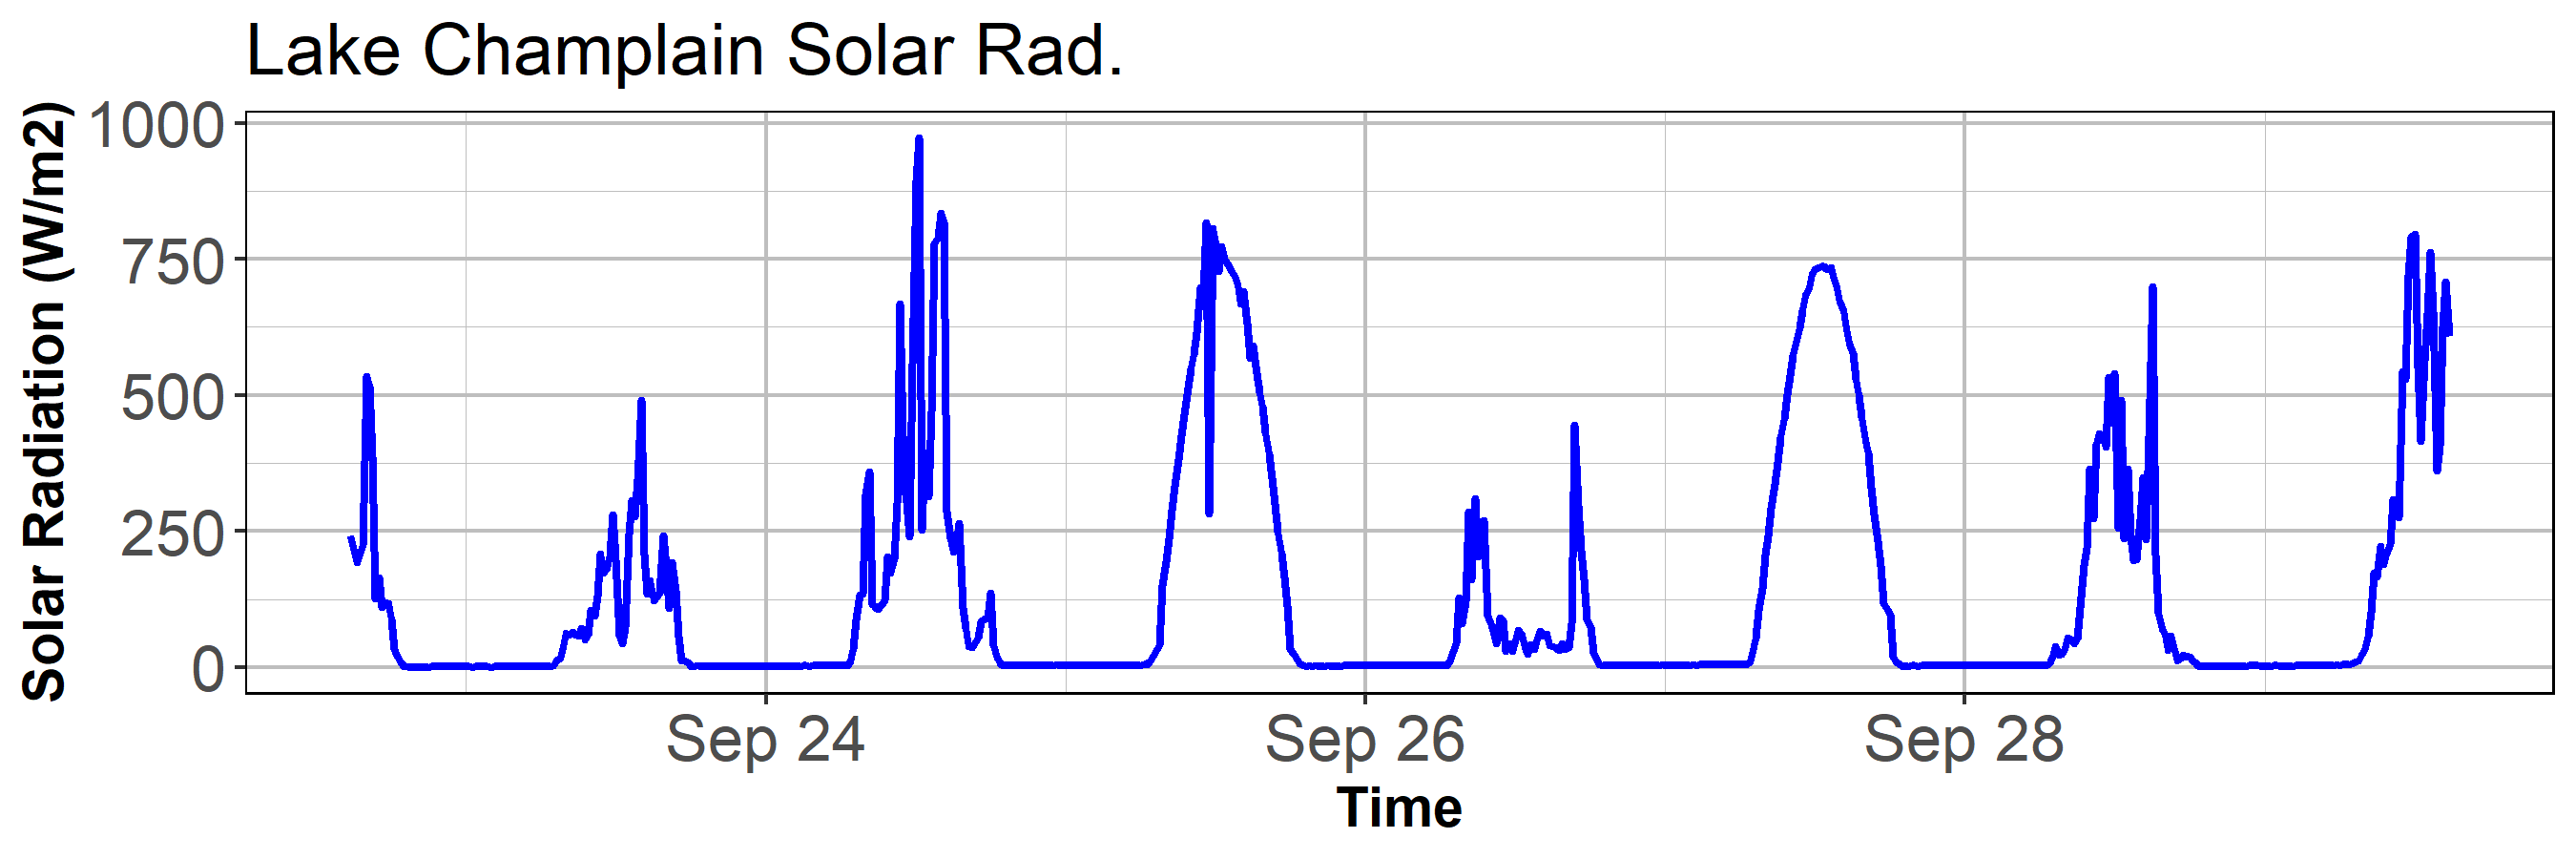 Lake Champlain Solar Rad.
Solar Radiation (W/m2)
1000
750
500
250
0
Sep 24
Sep 26
Sep 28
Time